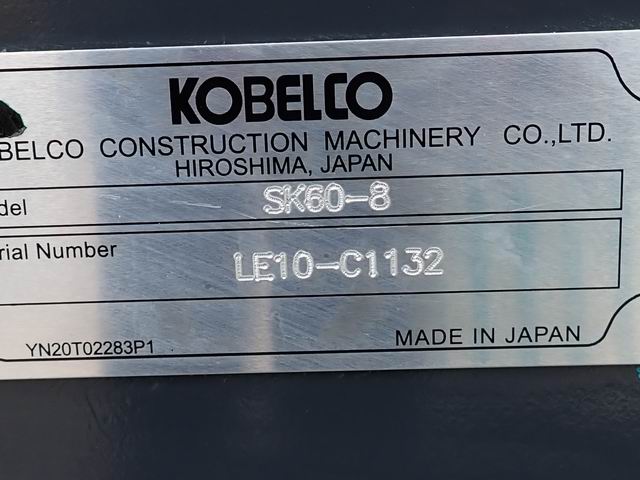 KOBELCO
BELCO CONSTRUCTION MACHINERY CO.,LTD.
HIROSHIMA, JAPAN
del SK60-8
rial Number LE10-C1132
YN20T02283P1 MADE IN JAPAN